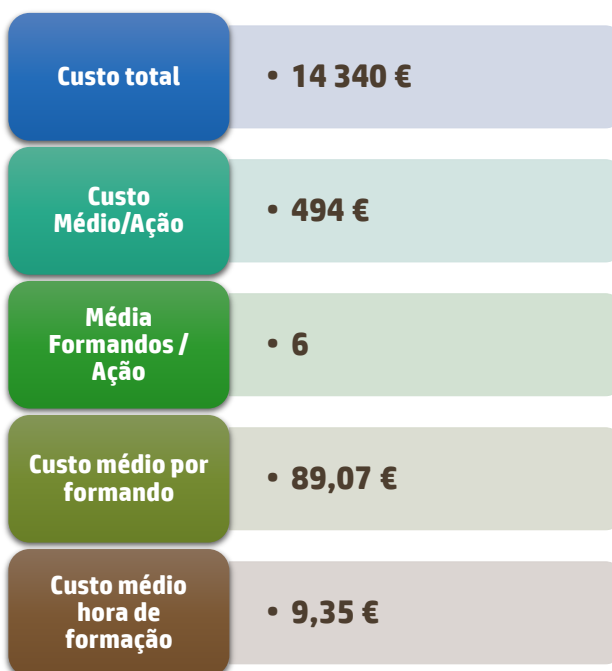 Custo total
• 14 340 €
Custo
Médio/Ação
• 494 €
Média
Formandos /
Ação
• 6
Custo médio por
formando
• 89,07 €
Custo médio
hora de
formação
• 9,35 €